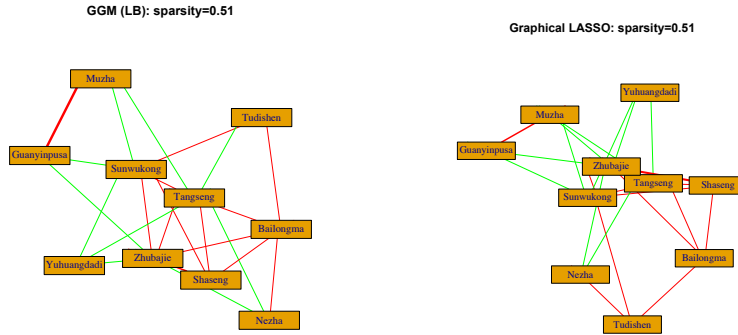 GGM (LB): sparsity=0.51
Muzha
Tudishen
Guanyinpusa
Sunwukong
Tangseng
Bailongma
Yuhuangdadi
Zhubajie
Shaseng
Nezha
Graphical LASSO: sparsity=0.51
Yuhuangdadi
Muzha
Guanyinpusa
Zhubajie
Tangseng
Shaseng
Sunwukong
Bailongma
Nezha
Tudishen